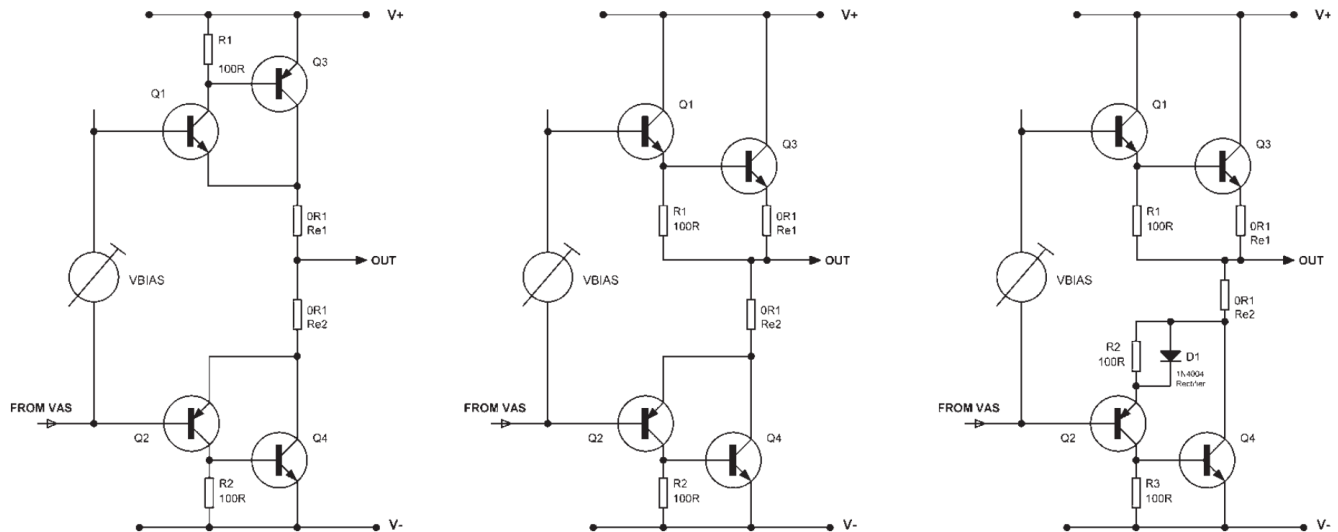 V+
R1
100R
Q3
Q1
0R1
Re1
OUT
VBIAS
0R1
Re2
FROM VAS
Q2
Q4
R2
100R
V-
V+
Q1
Q3
R1
100R
0R1
Re1
OUT
VBIAS
0R1
Re2
FROM VAS
Q2
Q4
R2
100R
V-
V+
Q1
Q3
R1
100R
0R1
Re1
OUT
VBIAS
0R1
Re2
R2
100R
D1
1N4004
Rectifier
FROM VAS
Q2
Q4
R3
100R
V-